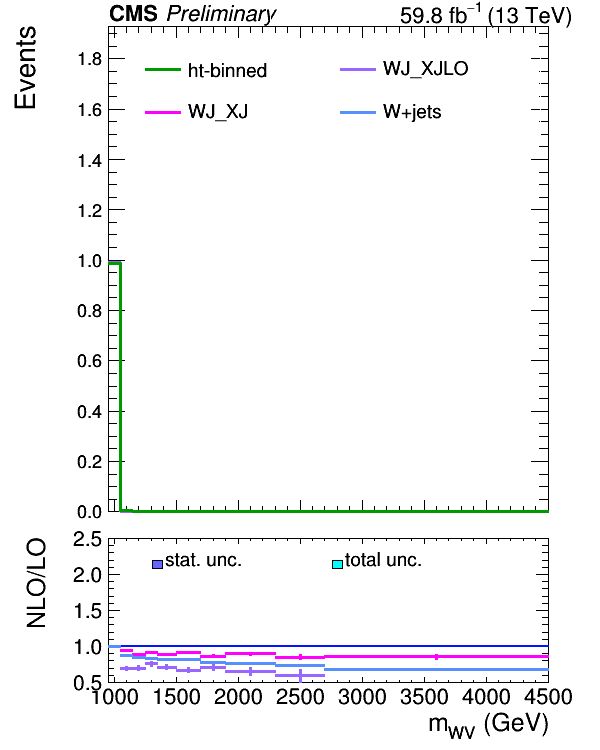 CMS Preliminary 59.8 fb⁻¹ (13 TeV)
Events
ht-binned WJ_XJLO
WJ_XJ W+jets
1.8
1.6
1.4
1.2
1.0
0.8
0.6
0.4
0.2
0.0
NLO/LO
stat. unc. total unc.
2.5
2.0
1.5
1.0
0.5
1000 1500 2000 2500 3000 3500 4000 4500
m_WV (GeV)